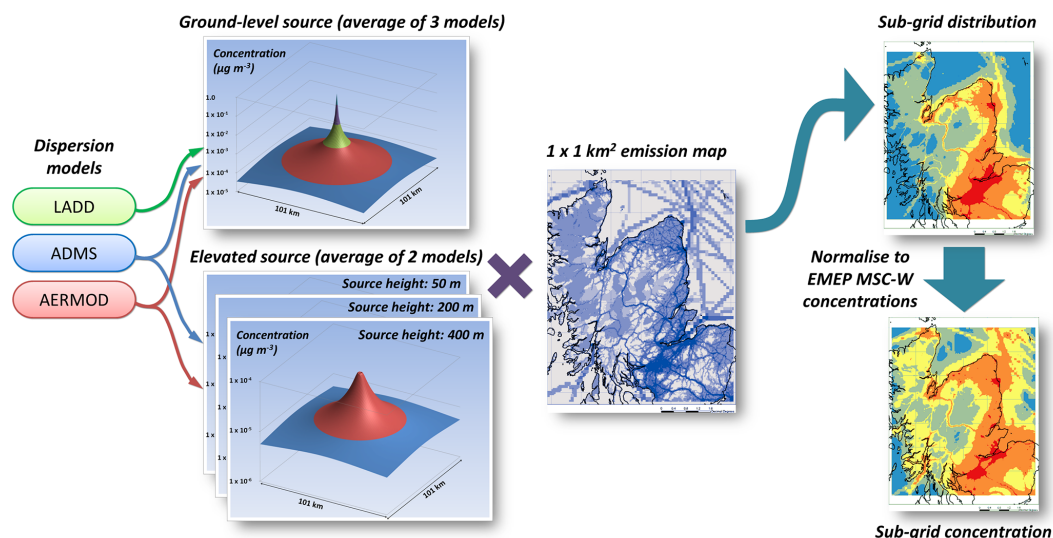 Ground-level source (average of 3 models)
Concentration
(µg m⁻³)
1.0
1 x 10⁻¹
1 x 10⁻²
1 x 10⁻³
1 x 10⁻⁴
1 x 10⁻⁵
101 km
101 km
Dispersion
models
LADD
ADMS
AERMOD
Elevated source (average of 2 models)
Source height: 50 m
Source height: 200 m
Source height: 400 m
Concentration
(µg m⁻³)
1 x
1 x
1 x
1 x
1 x 10⁻⁴
1 x 10⁻⁵
1 x 10⁻⁶
101 km
101 km
1 x 1 km² emission map
Sub-grid distribution
Normalise to
EMEP MSC-W
concentrations
Sub-grid concentration